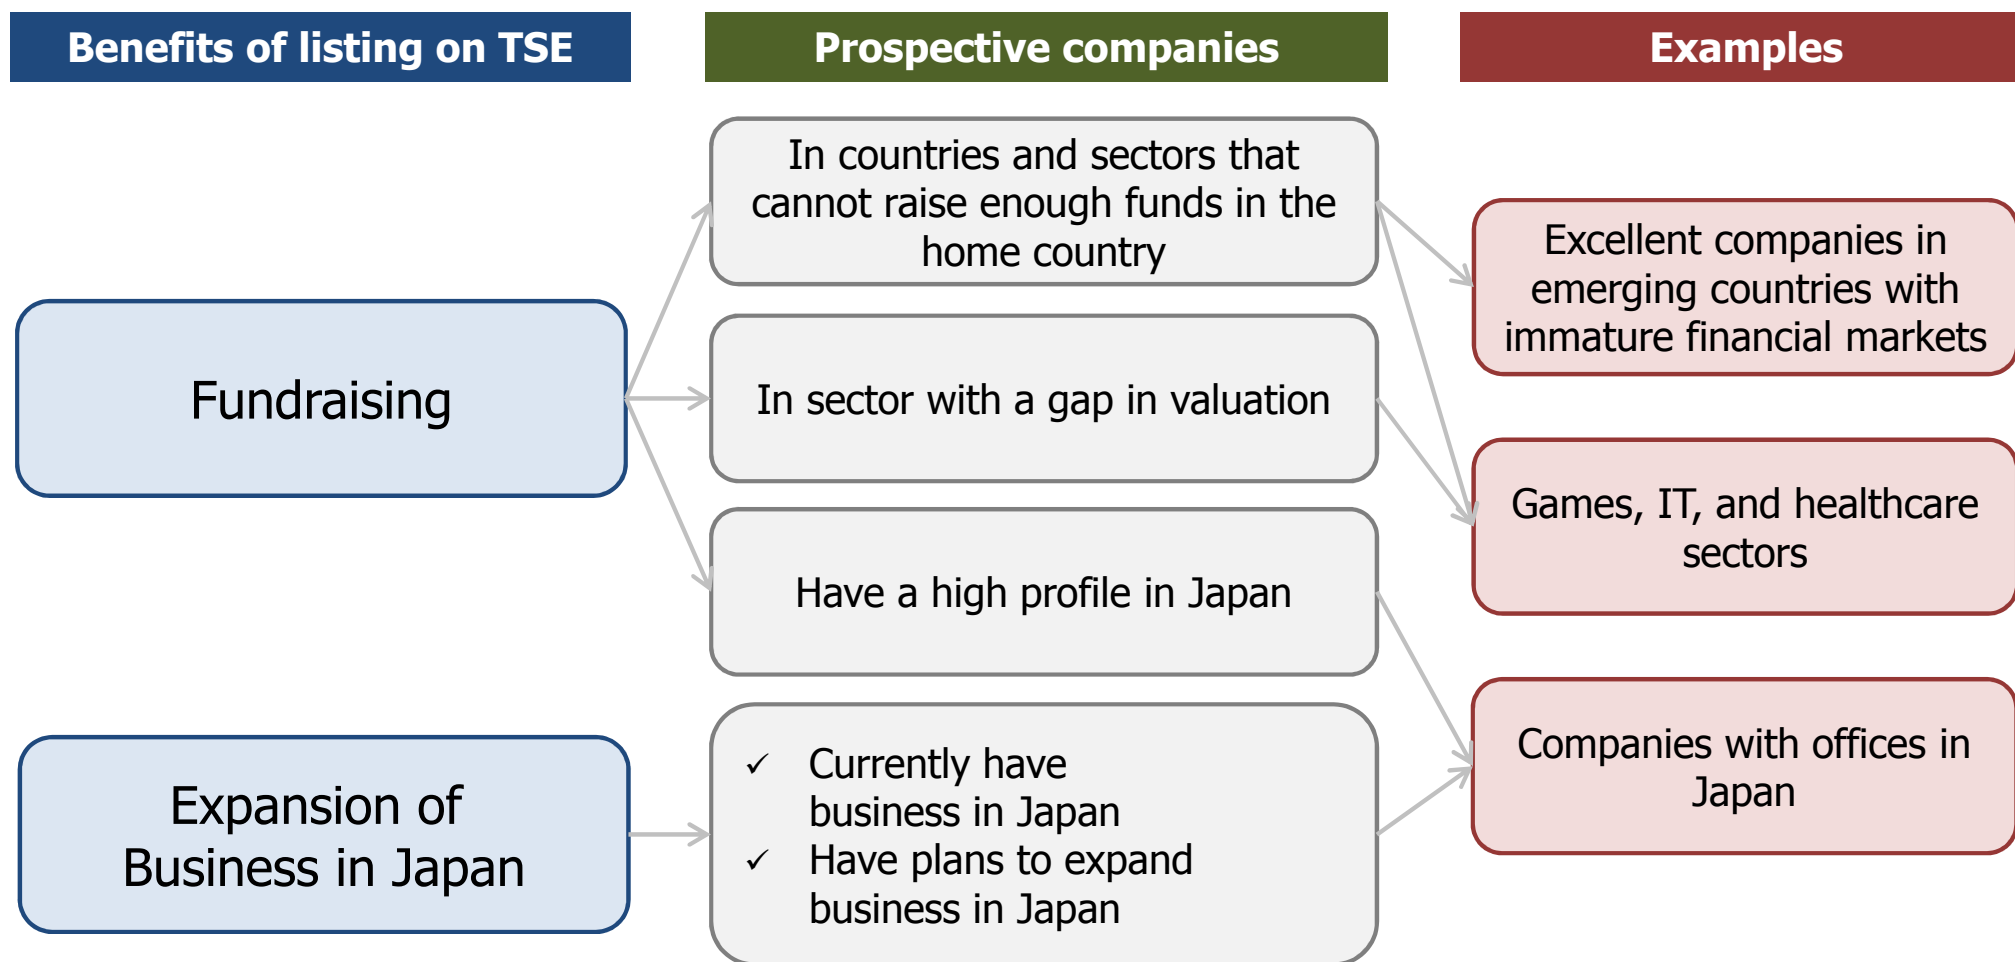 Benefits of listing on TSE
Prospective companies
Examples
Fundraising
Expansion of
Business in Japan
In countries and sectors that
cannot raise enough funds in the
home country
In sector with a gap in valuation
Have a high profile in Japan
✓ Currently have
business in Japan
✓ Have plans to expand
business in Japan
Excellent companies in
emerging countries with
immature financial markets
Games, IT, and healthcare
sectors
Companies with offices in
Japan